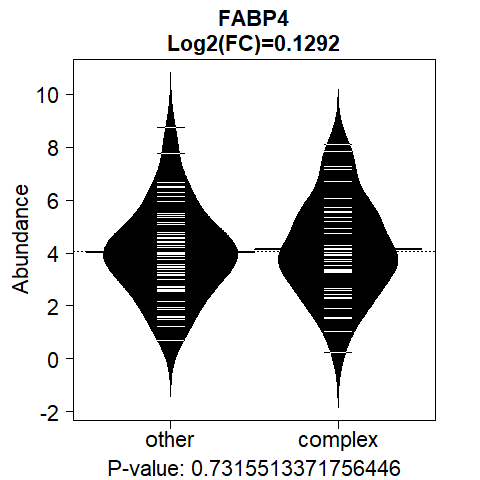 FABP4
Log2(FC)=0.1292
Abundance
10
8
6
4
2
0
-2
other complex
P-value: 0.7315513371756446